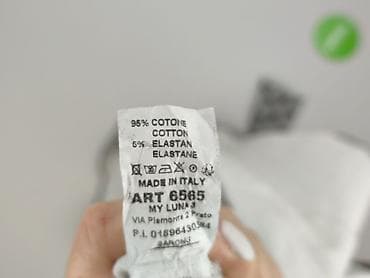 95% COTONE
COTTON
5% ELASTAN
ELASTANE
MADE IN ITALY
ART 6565
MY LUNA
VIA Piemonte 2 Prato
P.I.